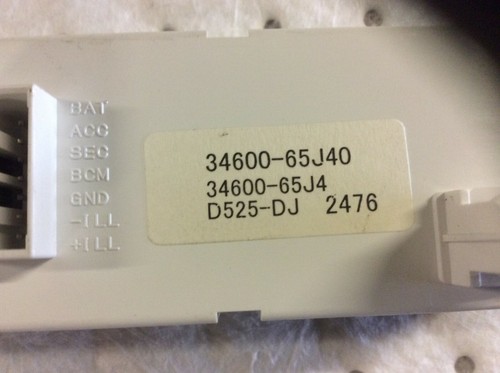 BAT
ACC
SEC
BCM
GND
-ILL
+ILL
34600-65J40
34600-65J4
D525-DJ 2476